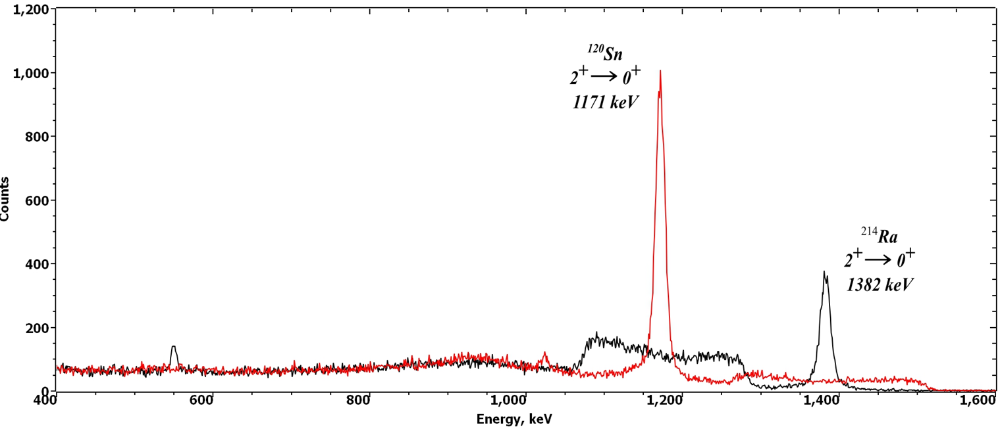 1,200
1,000
800
600
400
200
0
Counts
400
600
800
1,000
1,200
1,400
1,600
Energy, keV
¹²⁰Sn
2⁺ → 0⁺
1171 keV
²¹⁴Ra
2⁺ → 0⁺
1382 keV